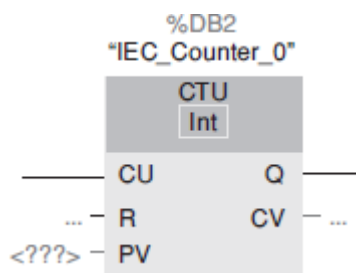 %DB2
“IEC_Counter_0”
CTU
Int
CU Q
... R CV ...
<???> PV